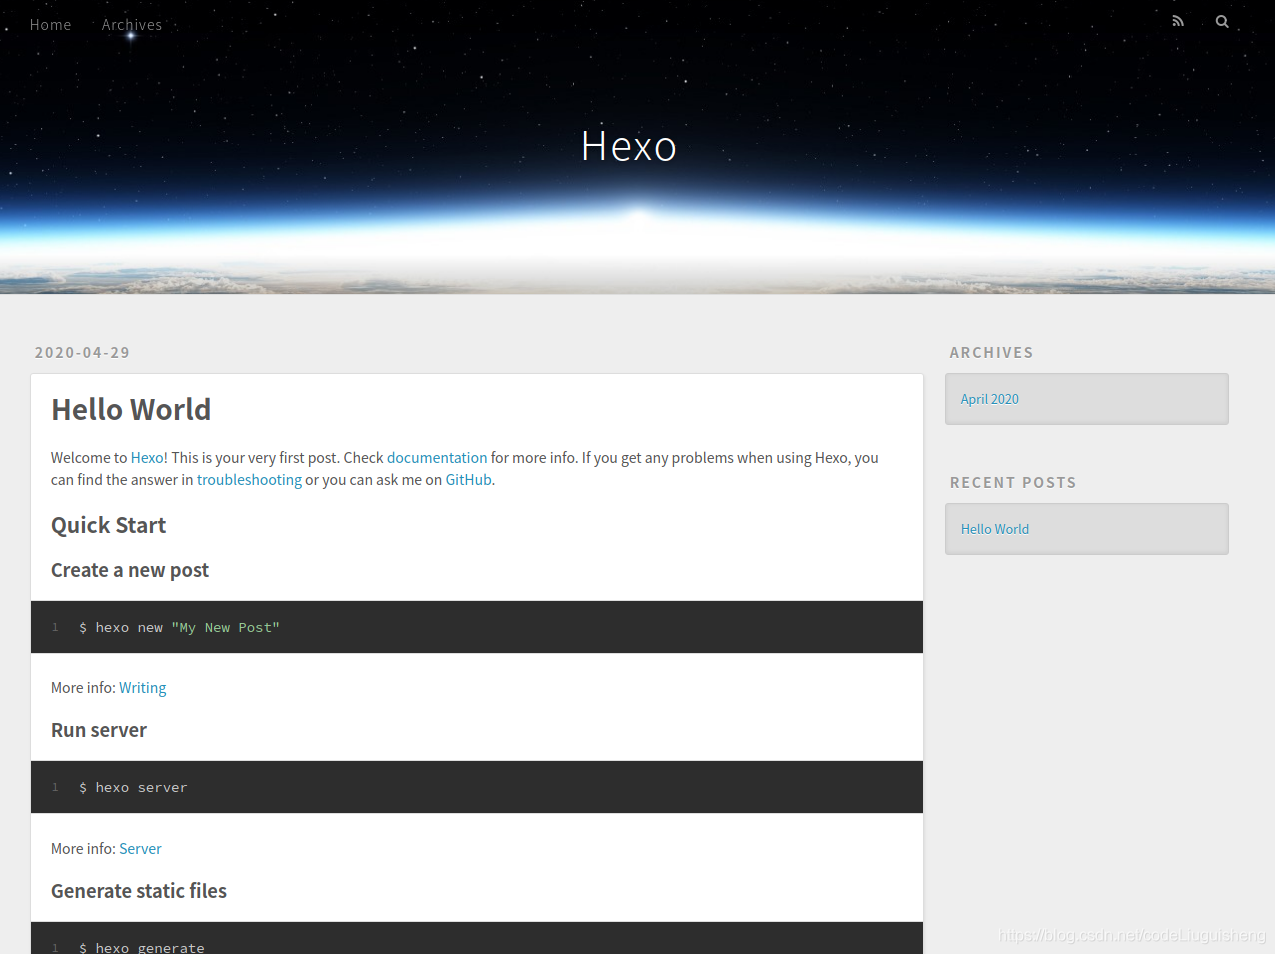 Home Archives
Hexo
2020-04-29
Hello World
Welcome to Hexo! This is your very first post. Check documentation for more info. If you get any problems when using Hexo, you
can find the answer in troubleshooting or you can ask me on GitHub.
Quick Start
Create a new post
1 $ hexo new "My New Post"
More info: Writing
Run server
1 $ hexo server
More info: Server
Generate static files
1 $ hexo generate
ARCHIVES
April 2020
RECENT POSTS
Hello World
https://blog.csdn.net/codeLiuguisheng